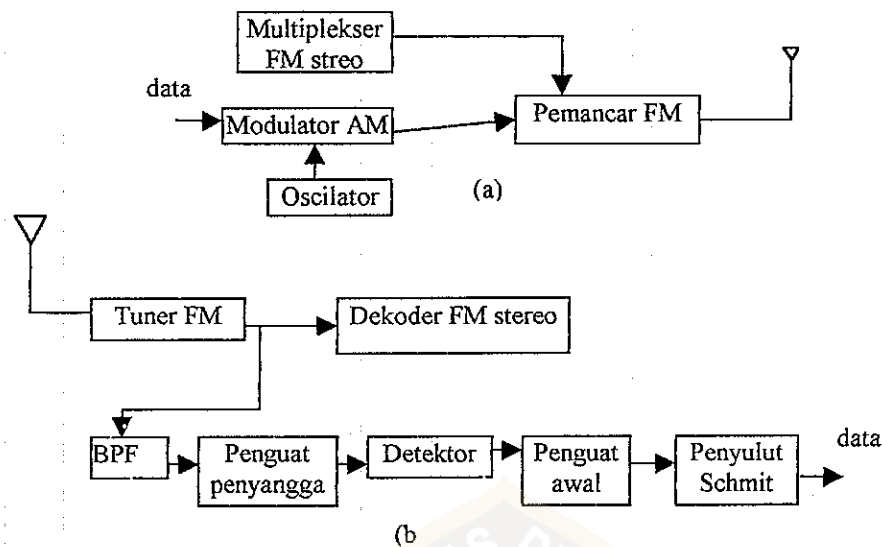 Multiplekser
FM streo
data
Modulator AM
Pemancar FM
Oscilator
(a)
Tuner FM
Dekoder FM stereo
BPF
Penguat
penyangga
Detektor
Penguat
awal
Penyulut
Schmit
data
(b